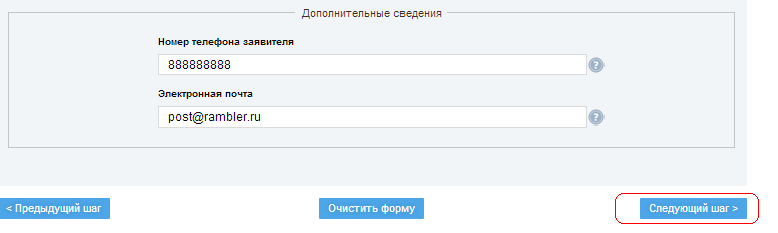 Дополнительные сведения
Номер телефона заявителя
888888888
?
Электронная почта
post@rambler.ru
?
< Предыдущий шаг
Очистить форму
Следующий шаг >